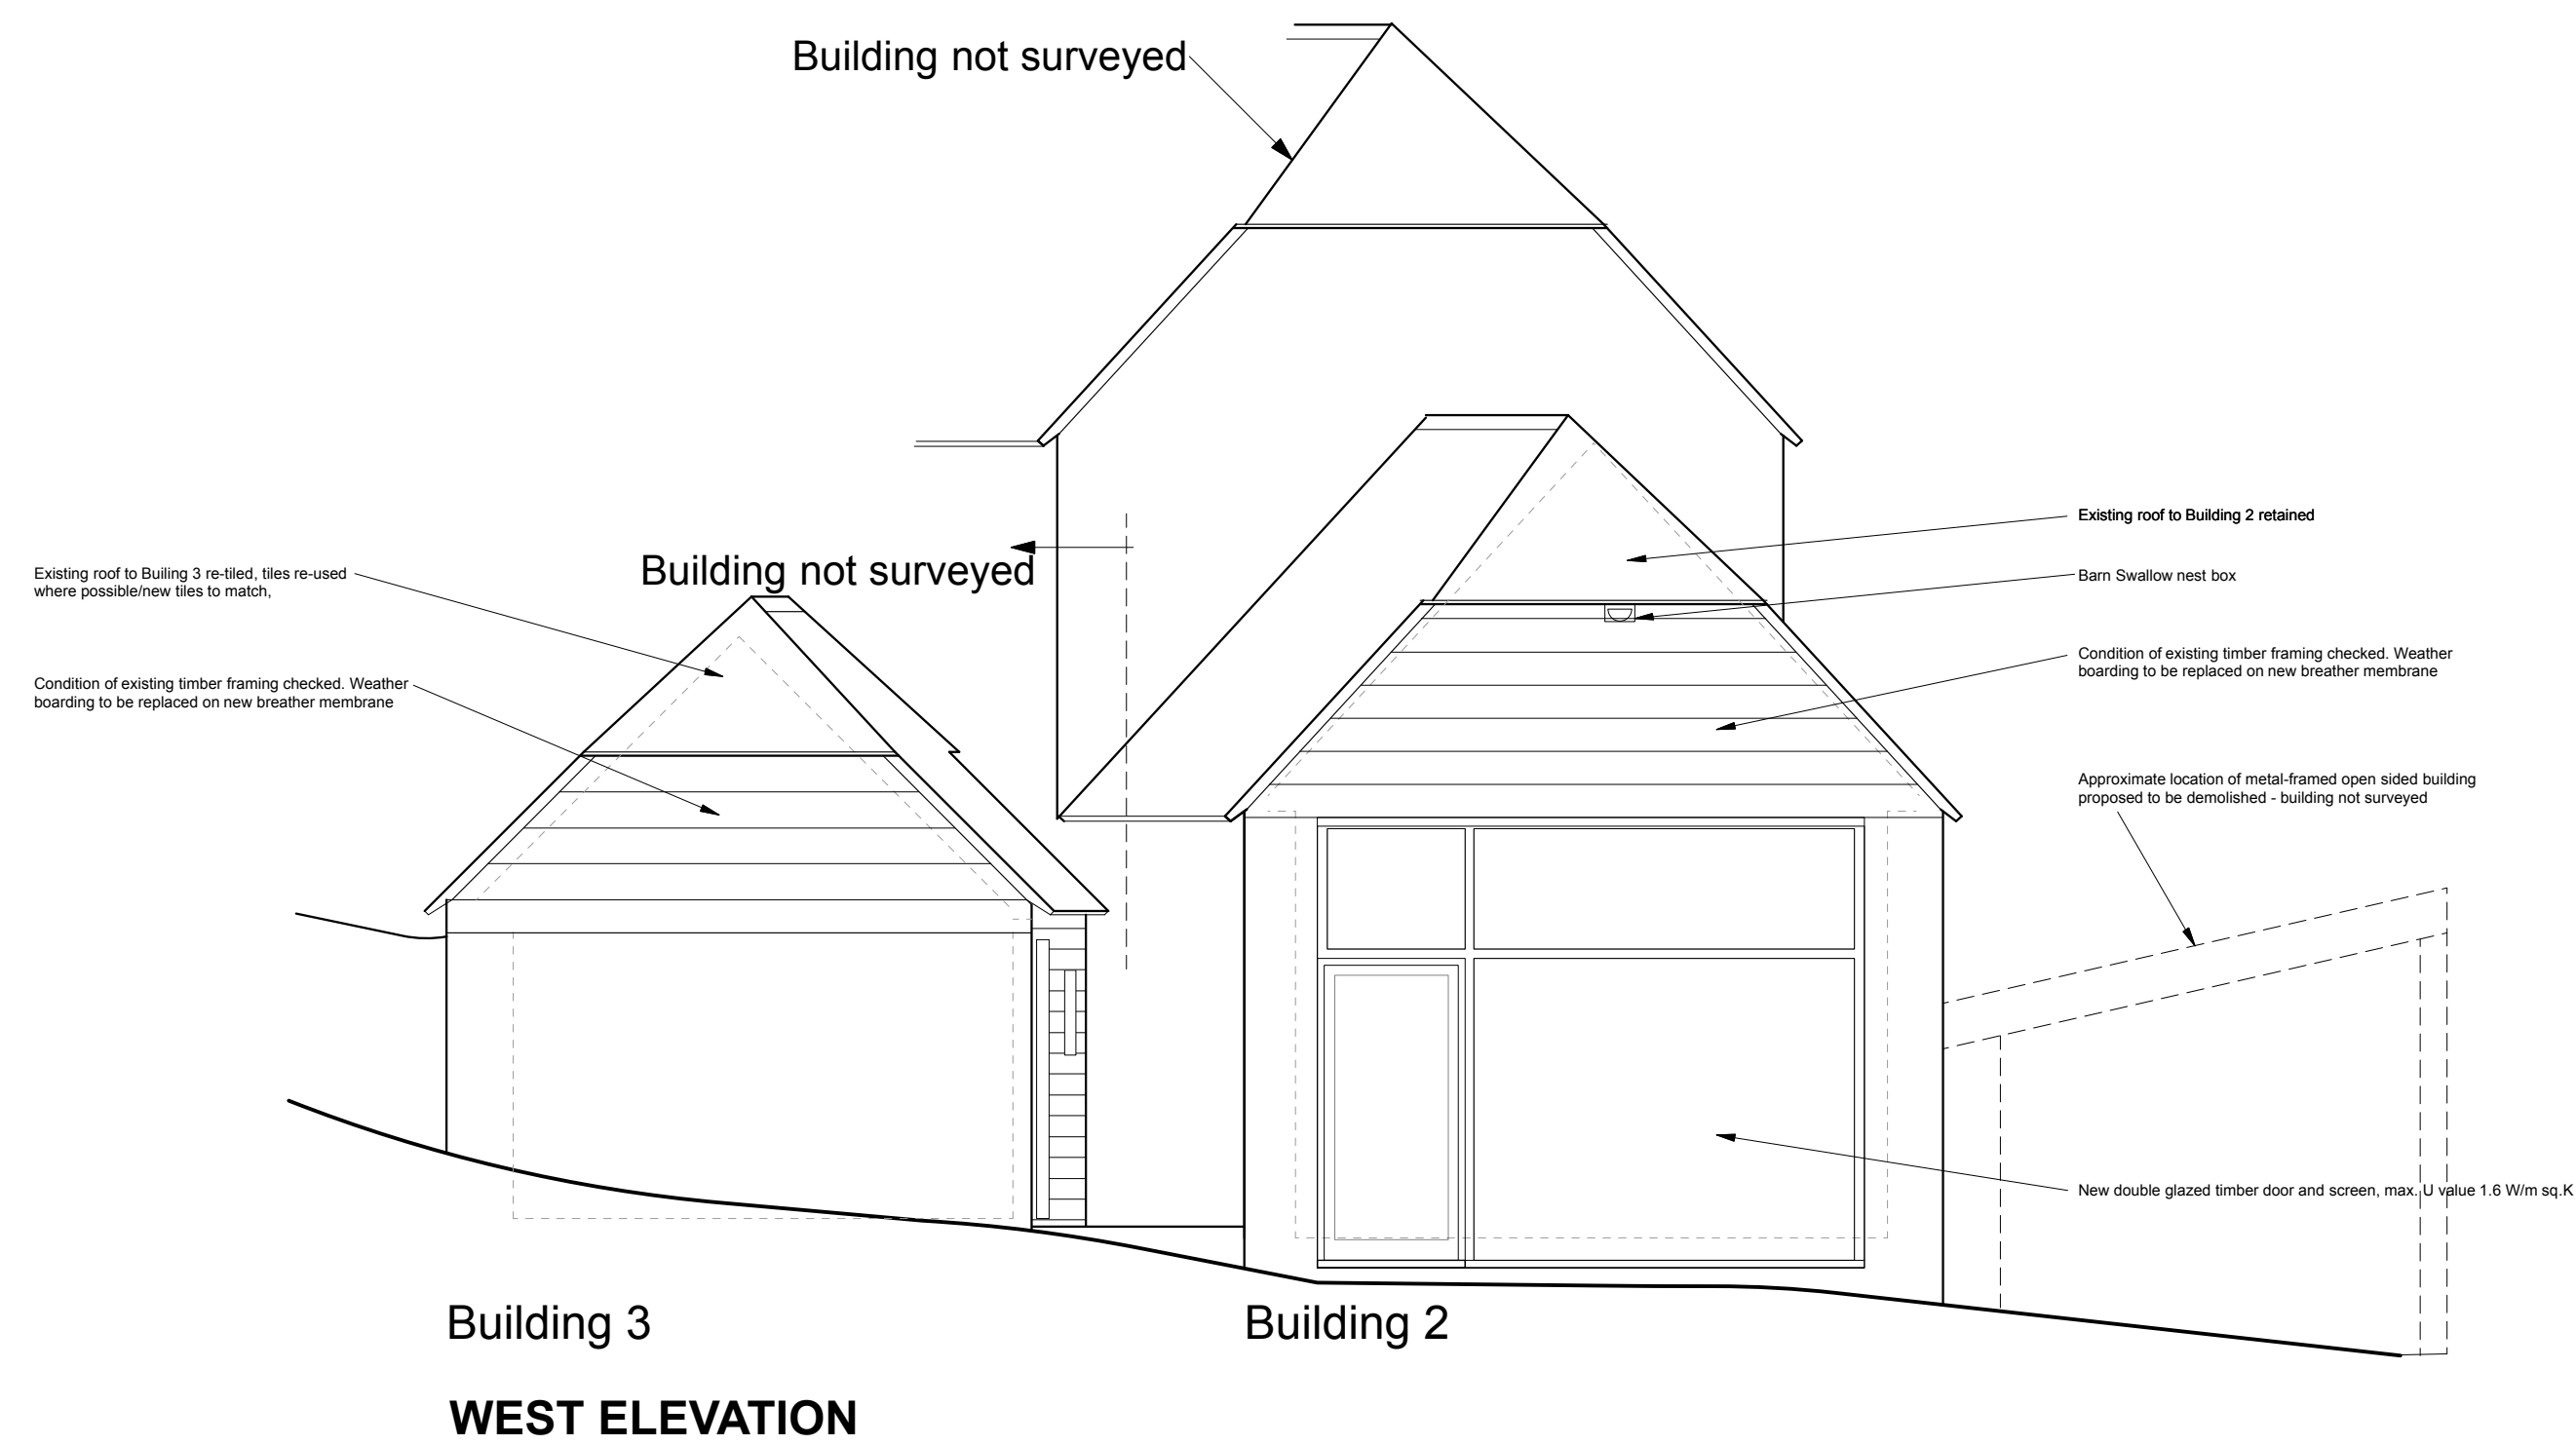 Building not surveyed
Existing roof to Building 2 retained
Building not surveyed
Existing roof to Builing 3 re-tiled, tiles re-used
where possible/new tiles to match,
Barn Swallow nest box
Condition of existing timber framing checked. Weather
boarding to be replaced on new breather membrane
Condition of existing timber framing checked. Weather
boarding to be replaced on new breather membrane
Approximate location of metal-framed open sided building
proposed to be demolished - building not surveyed
New double glazed timber door and screen, max. U value 1.6 W/m sq.K
Building 3
Building 2
WEST ELEVATION